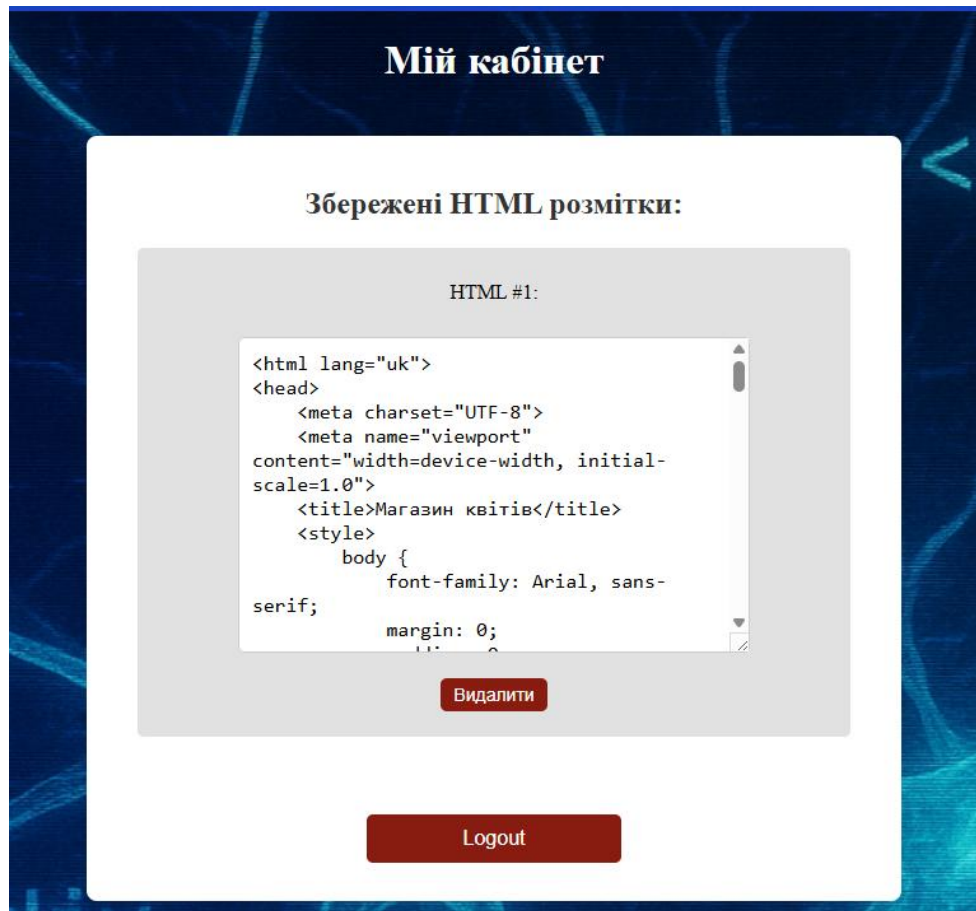 Мій кабінет
Збережені HTML розмітки:
HTML #1:
<html lang="uk">
<head>
<meta charset="UTF-8">
<meta name="viewport"
content="width=device-width, initial-
scale=1.0">
<title>Магазин квітів</title>
<style>
body {
font-family: Arial, sans-
serif;
margin: 0;
Видалити
Logout